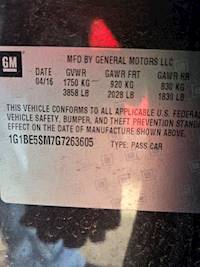 GM
MFD BY GENERAL MOTORS LLC
DATE GVWR GAWR FRT GAWR RR
04/16 1750 KG 920 KG 830 KG
3858 LB 2028 LB 1830 LB
THIS VEHICLE CONFORMS TO ALL APPLICABLE U.S. FEDERAL
VEHICLE SAFETY, BUMPER, AND THEFT PREVENTION STAND
EFFECT ON THE DATE OF MANUFACTURE SHOWN ABOVE.
1G1BE5SM7G7263605 TYPE: PASS CAR